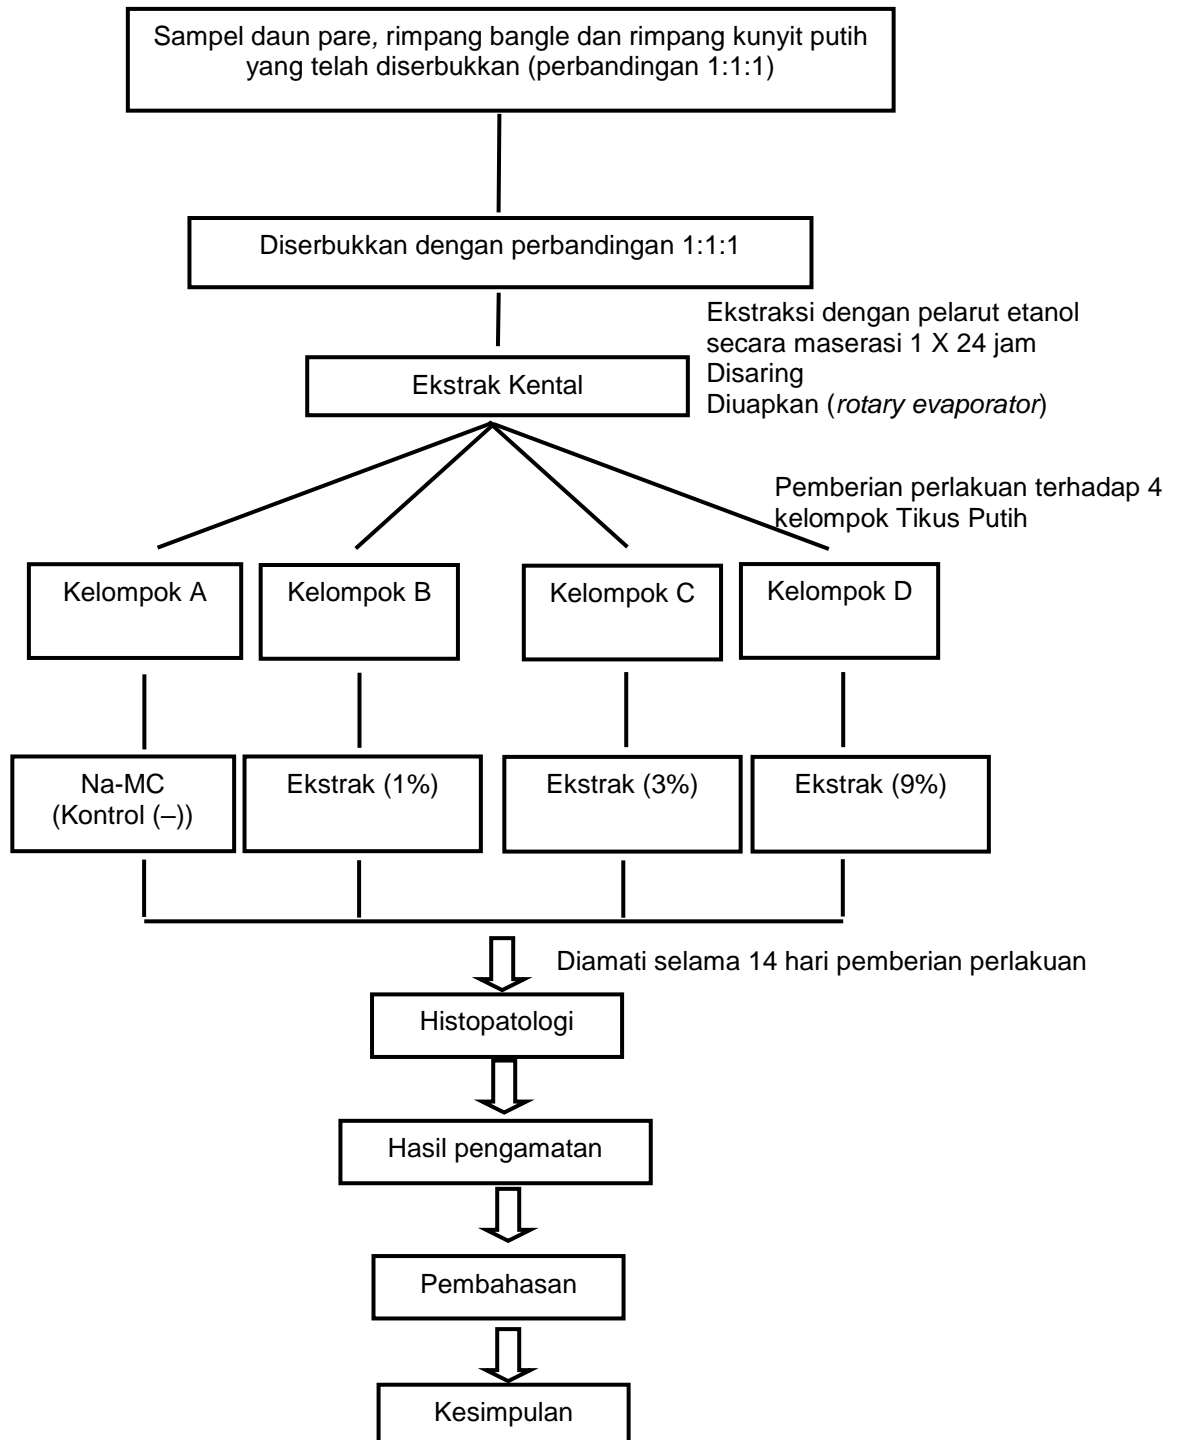 Sampel daun pare, rimpang bangle dan rimpang kunyit putih
yang telah diserbukkan (perbandingan 1:1:1)
Diserbukkan dengan perbandingan 1:1:1
Ekstraksi dengan pelarut etanol
secara maserasi 1 X 24 jam
Disaring
Diuapkan (rotary evaporator)
Ekstrak Kental
Pemberian perlakuan terhadap 4
kelompok Tikus Putih
Kelompok A
Kelompok B
Kelompok C
Kelompok D
Na-MC
(Kontrol (–))
Ekstrak (1%)
Ekstrak (3%)
Ekstrak (9%)
Diamati selama 14 hari pemberian perlakuan
Histopatologi
Hasil pengamatan
Pembahasan
Kesimpulan